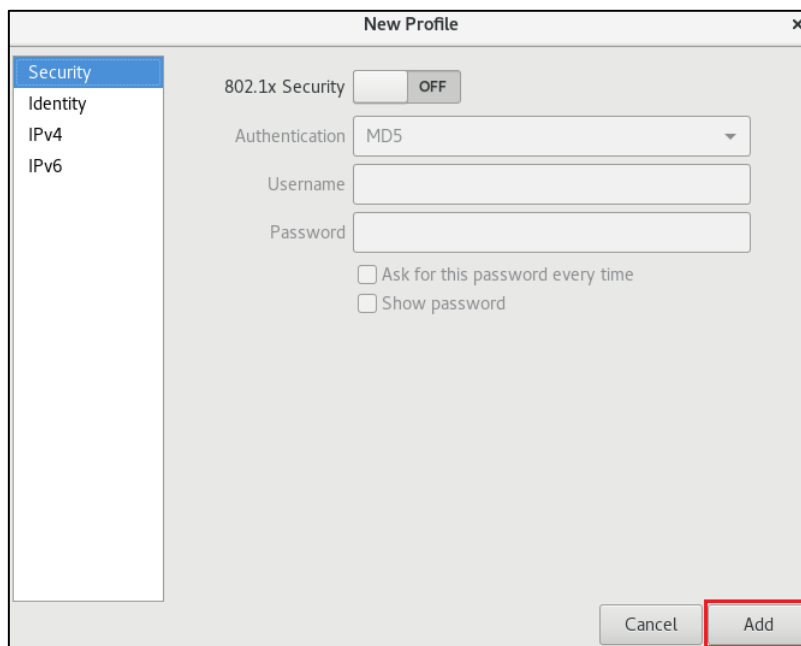 New Profile ×
Security
Identity
IPv4
IPv6
802.1x Security OFF
Authentication MD5
Username
Password
Ask for this password every time
Show password
Cancel Add